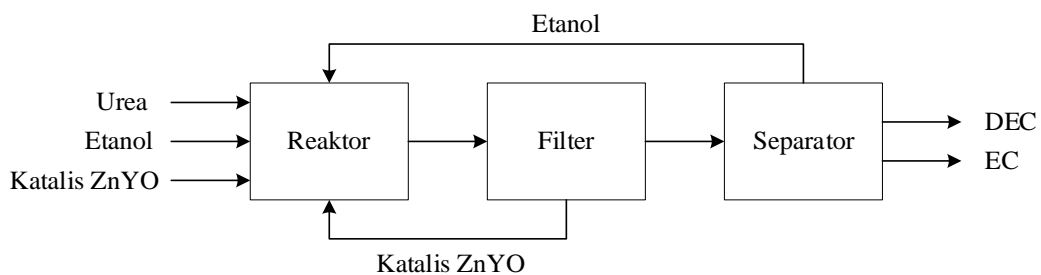 Etanol
Urea
Etanol
Katalis ZnYO
Reaktor
Filter
Separator
DEC
EC
Katalis ZnYO